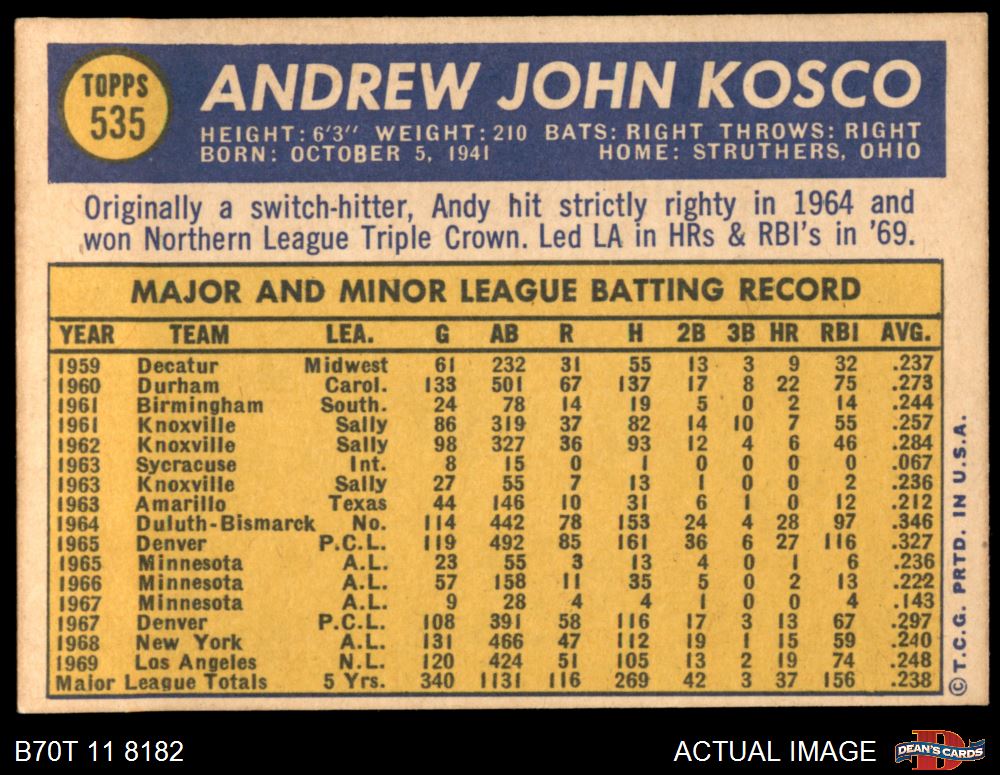 TOPPS
535
ANDREW JOHN KOSCO
HEIGHT: 6'3" WEIGHT: 210 BATS: RIGHT THROWS: RIGHT
BORN: OCTOBER 5, 1941 HOME: STRUTHERS, OHIO
Originally a switch-hitter, Andy hit strictly righty in 1964 and
won Northern League Triple Crown. Led LA in HRs & RBI's in '69.
MAJOR AND MINOR LEAGUE BATTING RECORD
YEAR TEAM LEA. G AB R H 2B 3B HR RBI AVG.
1959 Decatur Midwest 61 232 31 55 13 3 9 32 .237
1960 Durham Carol. 133 501 67 137 17 8 22 75 .273
1961 Birmingham South. 24 78 14 19 5 0 2 14 .244
1961 Knoxville Sally 86 319 37 82 14 10 7 55 .257
1962 Knoxville Sally 98 327 36 93 12 4 6 46 .284
1963 Sycracuse Int. 8 15 0 1 0 0 0 0 .067
1963 Knoxville Sally 27 55 7 13 1 0 0 2 .236
1963 Amarillo Texas 44 146 10 31 6 1 0 12 .212
1964 Duluth-Bismarck No. 114 442 78 153 24 4 28 97 .346
1965 Denver P.C.L. 119 492 85 161 36 6 27 116 .327
1965 Minnesota A.L. 23 55 3 13 4 0 1 6 .236
1966 Minnesota A.L. 57 158 11 35 5 0 2 13 .222
1967 Minnesota A.L. 9 28 4 4 1 0 0 4 .143
1967 Denver P.C.L. 108 391 58 116 17 3 13 67 .297
1968 New York A.L. 131 466 47 112 19 1 15 59 .240
1969 Los Angeles N.L. 120 424 51 105 13 2 19 74 .248
Major League Totals 5 Yrs. 340 1131 116 269 42 3 37 156 .238
© T.C.G. PRTD. IN U.S.A.
B70T 11 8182 ACTUAL IMAGE
DEAN'S CARDS